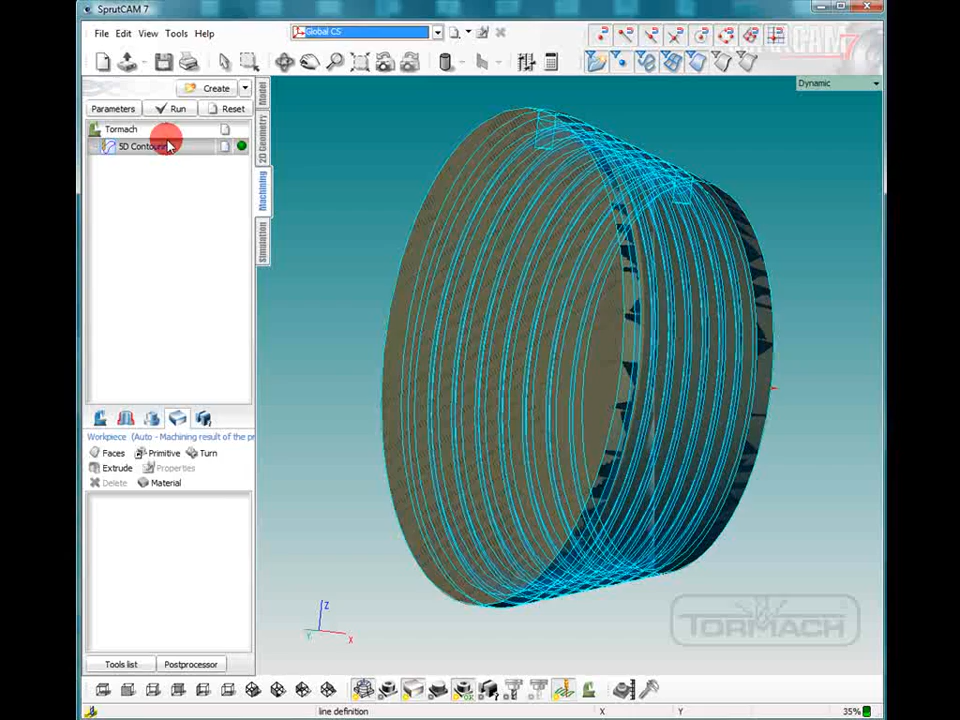 SprutCAM 7
File Edit View Tools Help
Global CS
Create
Parameters Run Reset
Dynamic
Tormach
5D Contouring
Model
2D Geometry
Machining
Simulation
Workpiece (Auto - Machining result of the pr
Faces Primitive Turn
Extrude Properties
Delete Material
Z
Y X
TORMACH
Tools list Postprocessor
line definition X Y 35%